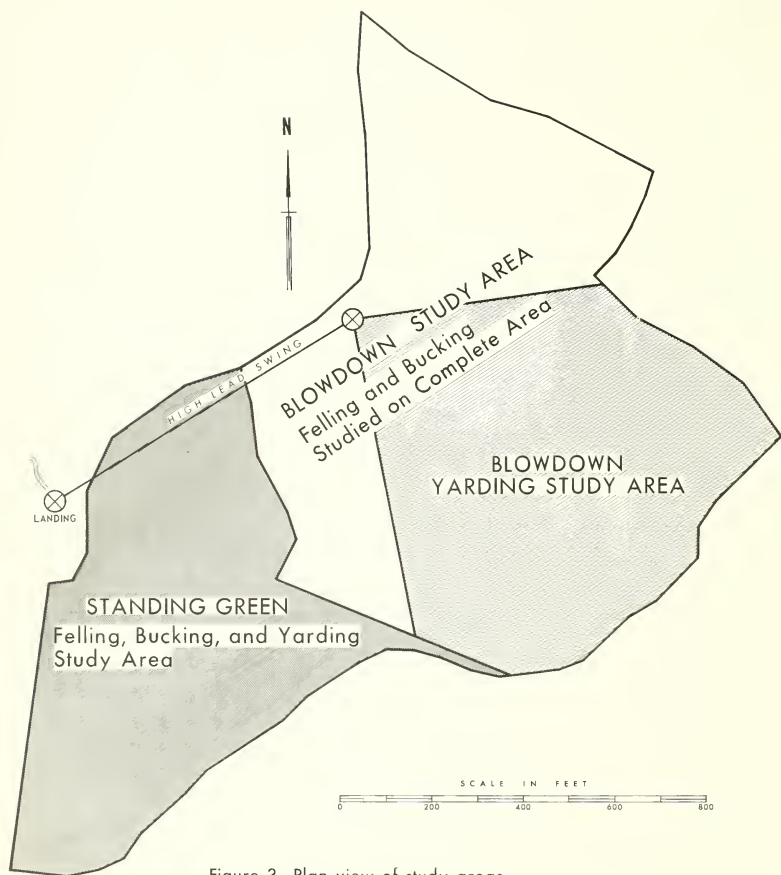 N
BLOWDOWN STUDY AREA
Felling and Bucking
Studied on Complete Area
HIGH LEAD SWING
LANDING
BLOWDOWN
YARDING STUDY AREA
STANDING GREEN
Felling, Bucking, and Yarding
Study Area
SCALE IN FEET
0 200 400 600 800
Plan view of study areas